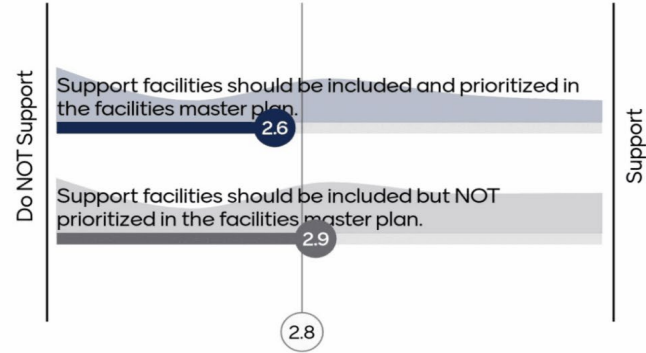 Do NOT Support
Support facilities should be included and prioritized in
the facilities master plan.
2.6
Support facilities should be included but NOT
prioritized in the facilities master plan.
2.9
2.8
Support